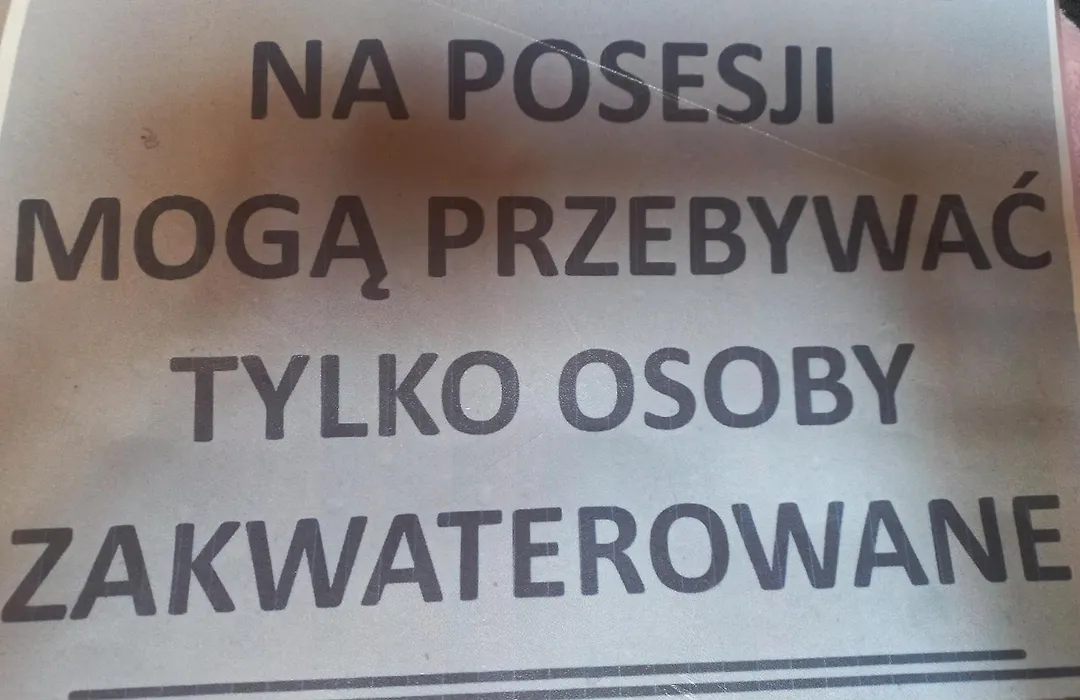 NA POSESJI
MOGĄ PRZEBYWAĆ
TYLKO OSOBY
ZAKWATEROWANE